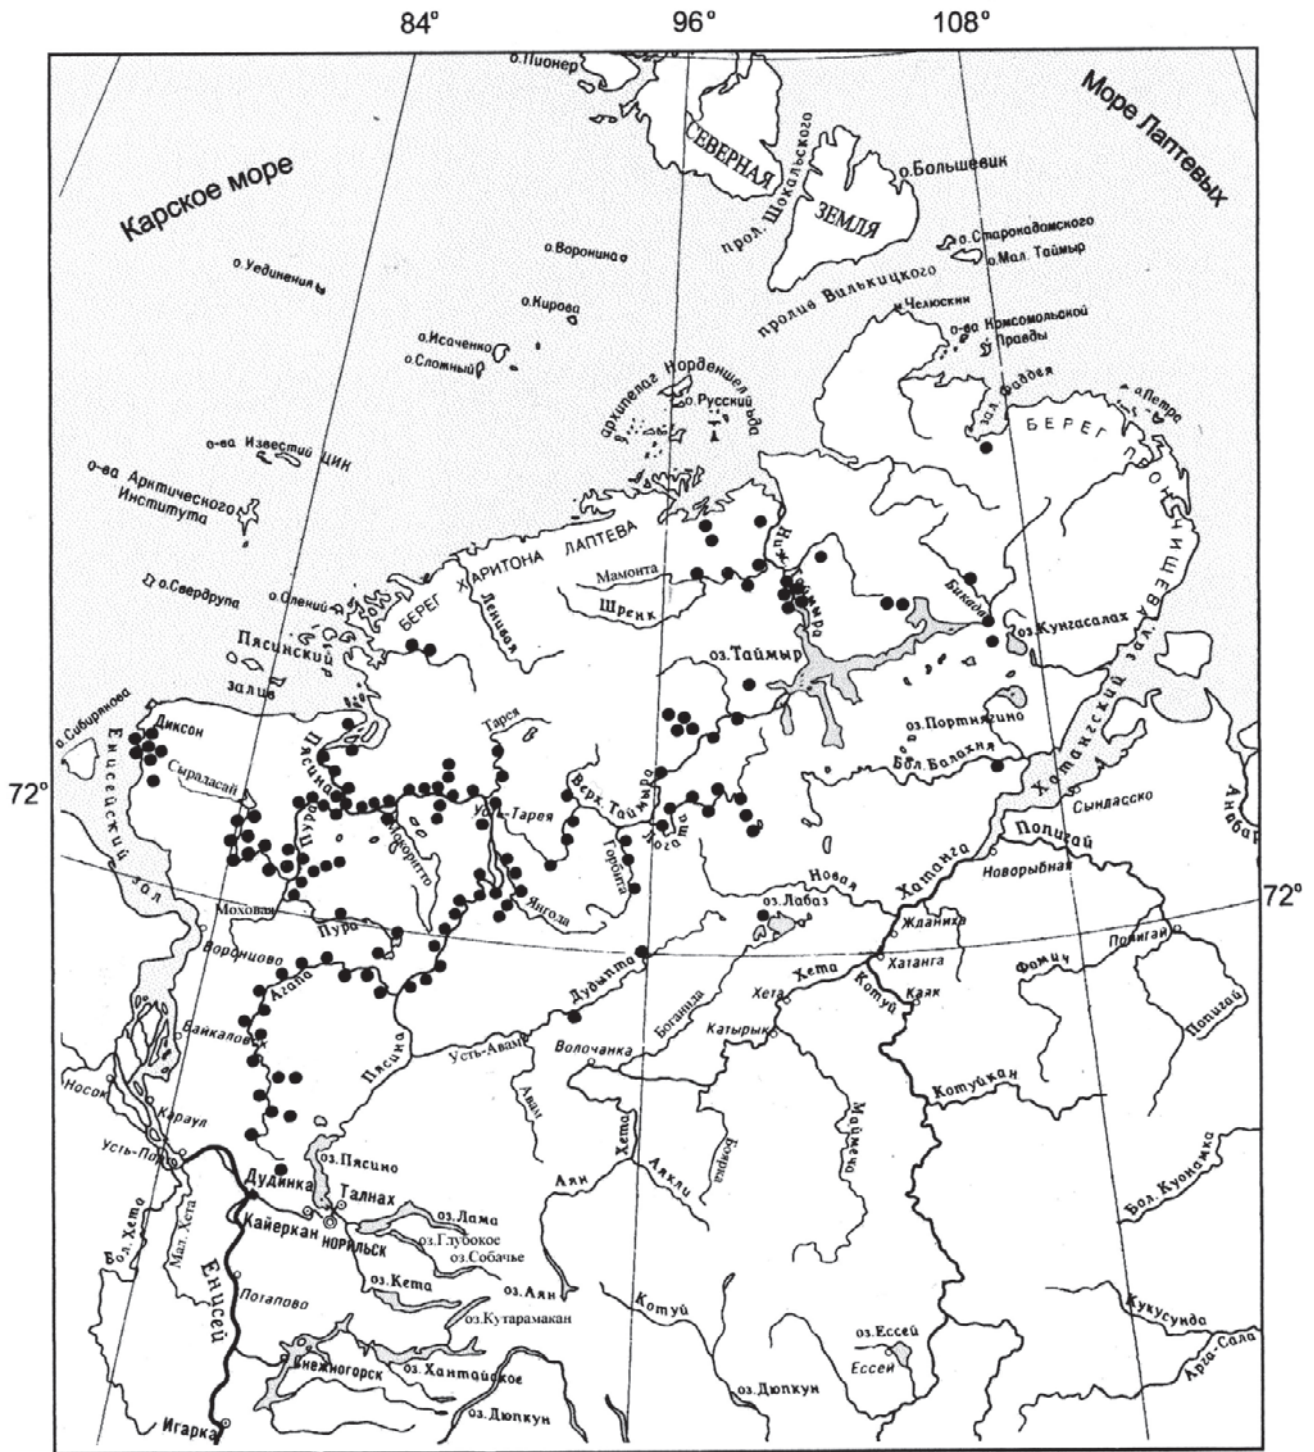 84°
96°
108°
о.Пионер
Море Лаптевых
Карское море
СЕВЕРНАЯ
ЗЕМЛЯ
прол. Шокальского
о.Большевик
о.Старокадомского
о.Мал. Таймыр
о.Воронина
о.Уединения
пролив Вилькицкого
о.Кирова
м Челюскин
о-ва Комсомольской
Правды
о.Исаченко
о.Сложный
архипелаг Норденшельда
о.Русский
зал. Фаддея
о.Петра
БЕРЕГ ПРОНЧИЩЕВА
о-ва Известий ЦИК
о-ва Арктического
Института
БЕРЕГ ХАРИТОНА ЛАПТЕВА
Ниж. Таймыра
Мамонта
Шренк
Бикада
о.Свердрупа
о.Олений
Ленивая
оз.Кунгасалах
Пясинский
залив
оз.Таймыр
Хатангский зал.
о.Сибирякова
Диксон
Тарея
оз.Портнягино
Енисейский зал
Сырадасай
Пясина
Верх. Таймыра
Бол. Балахня
72°
Сындасско
Анабар
Пура
Мокоритто
Усть-Тарея
Логата
Горбита
Попигай
Новорыбная
Хатанга
Новая
72°
Моховая
Янгода
оз.Лабаз
Жданиха
Пура
Воронцово
Попигай
Хатанга
Хета
Фомич
Агапа
Дудыпта
Хета
Котуй
Каяк
Попигай
Боганида
Байкаловск
Пясина
Усть-Авам
Катырык
Волочанка
Носок
Караул
Авам
Котуйкан
Маймеча
Хета
Боярка
Усть-Порт
оз.Пясино
Аякли
Аян
Бол. Куонамка
Дудинка
Талнах
Бол. Хета
Мал. Хета
Кайеркан
НОРИЛЬСК
оз.Лама
оз.Глубокое
оз.Собачье
Енисей
оз.Кета
оз.Аян
Потапово
Котуй
Кукусунда
оз.Кутарамакан
оз.Ессей
Ессей
Арга-Сала
Снежногорск
оз.Хантайское
оз.Дюпкун
оз.Дюпкун
Игарка